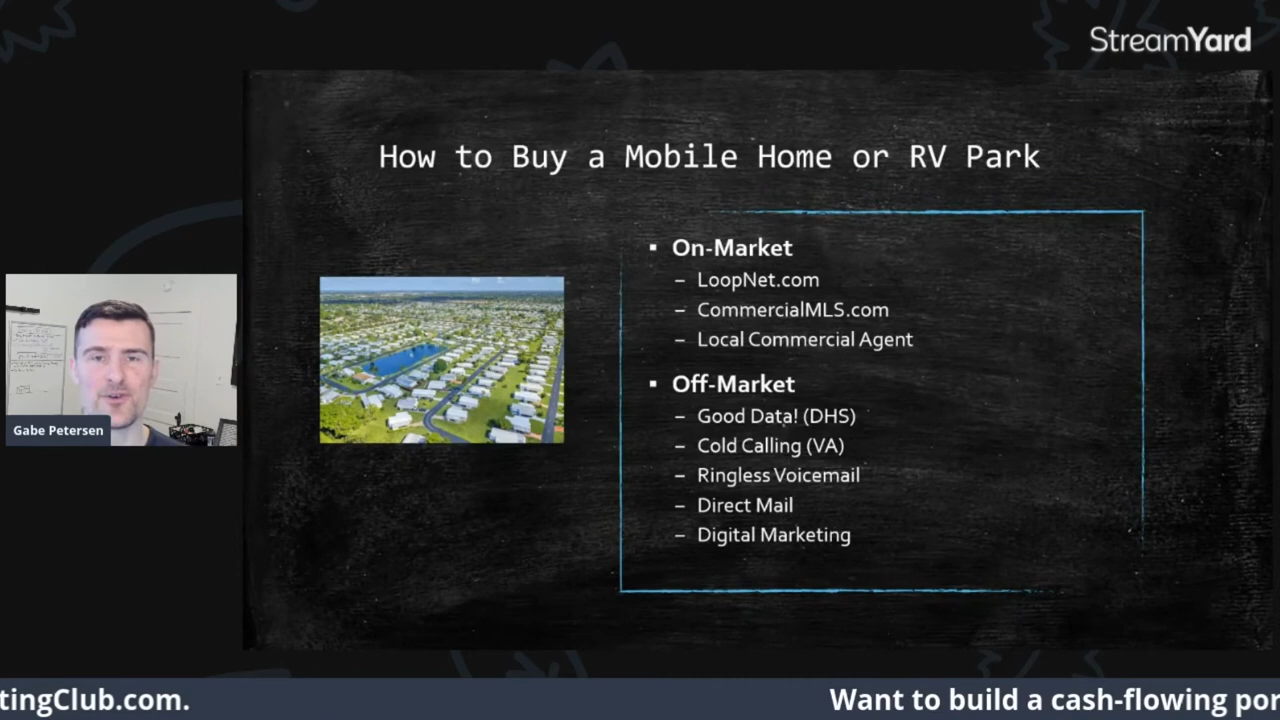 StreamYard
How to Buy a Mobile Home or RV Park
▪ On-Market
– LoopNet.com
– CommercialMLS.com
– Local Commercial Agent
▪ Off-Market
– Good Data! (DHS)
– Cold Calling (VA)
– Ringless Voicemail
– Direct Mail
– Digital Marketing
Gabe Petersen
tingClub.com.
Want to build a cash-flowing por